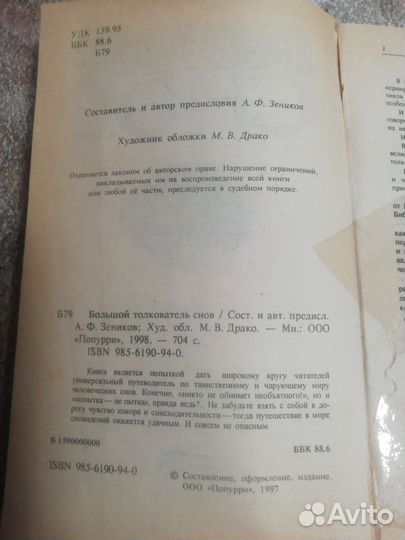 УДК 159.95
ББК 88.6
Б79
Составитель и автор предисловия А. Ф. Зеников
Художник обложки М. В. Драко
Охраняется законом об авторском праве. Нарушение ограничений,
накладываемых им на воспроизведение всей книги
или любой её части, преследуется в судебном порядке.
Б79 Большой толкователь снов / Сост. и авт. предисл.
А. Ф. Зеников; Худ. обл. М. В. Драко. — Мн.: ООО
«Попурри», 1998. — 704 с.
ISBN 985-6190-94-0.
Книга является попыткой дать широкому кругу читателей
универсальный путеводитель по таинственному и чарующему миру
человеческих снов. Конечно, «никто не обнимет необъятного!», но и
«попытка — не пытка», правда ведь?.. Не забудьте взять с собой в до-
рогу чувство юмора и снисходительности — тогда путешествие в мир
сновидений окажется удачным. И совсем не опасным.
Б 1590000000
ББК 88.6
ISBN 985-6190-94-0
© Составление, оформление, издание.
ООО «Попурри», 1997
Avito